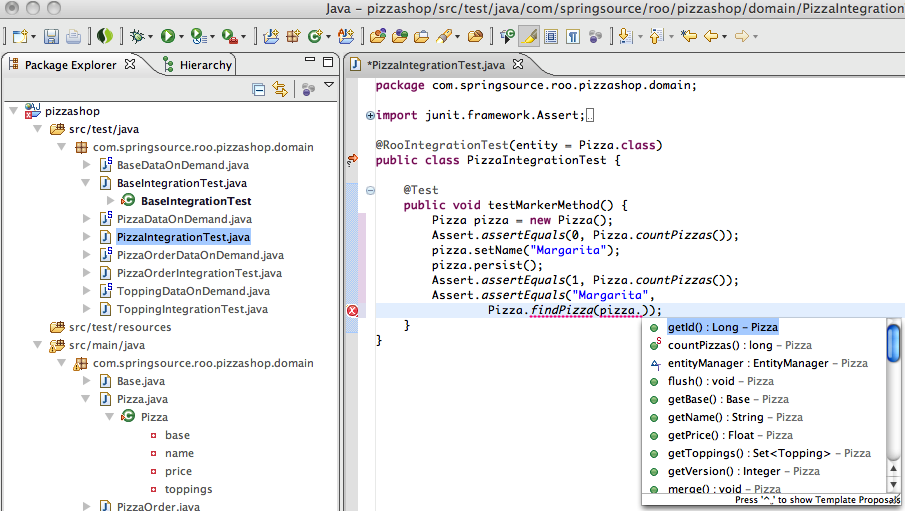 Java – pizzashop/src/test/java/com/springsource/roo/pizzashop/domain/PizzaIntegration
Package Explorer
Hierarchy
pizzashop
src/test/java
com.springsource.roo.pizzashop.domain
BaseDataOnDemand.java
BaseIntegrationTest.java
BaseIntegrationTest
PizzaDataOnDemand.java
PizzaIntegrationTest.java
PizzaOrderDataOnDemand.java
PizzaOrderIntegrationTest.java
ToppingDataOnDemand.java
ToppingIntegrationTest.java
src/test/resources
src/main/java
com.springsource.roo.pizzashop.domain
Base.java
Pizza.java
Pizza
base
name
price
toppings
PizzaOrder.java
*PizzaIntegrationTest.java
package com.springsource.roo.pizzashop.domain;
import junit.framework.Assert;
@RooIntegrationTest(entity = Pizza.class)
public class PizzaIntegrationTest {
@Test
public void testMarkerMethod() {
Pizza pizza = new Pizza();
Assert.assertEquals(0, Pizza.countPizzas());
pizza.setName("Margarita");
pizza.persist();
Assert.assertEquals(1, Pizza.countPizzas());
Assert.assertEquals("Margarita",
Pizza.findPizza(pizza.));
}
}
getId() : Long – Pizza
countPizzas() : long – Pizza
entityManager : EntityManager – Pizza
flush() : void – Pizza
getBase() : Base – Pizza
getName() : String – Pizza
getPrice() : Float – Pizza
getToppings() : Set<Topping> – Pizza
getVersion() : Integer – Pizza
merge() : void – Pizza
Press '^ ' to show Template Proposals